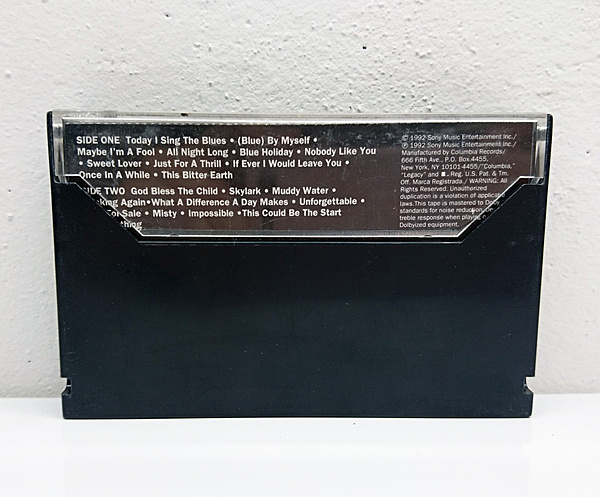 SIDE ONE Today I Sing The Blues • (Blue) By Myself •
Maybe I'm A Fool • All Night Long • Blue Holiday • Nobody Like You
• Sweet Lover • Just For A Thrill • If Ever I Would Leave You •
Once In A While • This Bitter Earth
TWO God Bless The Child • Skylark • Muddy Water •
Again • What A Difference A Day Makes • Unforgettable •
For Sale • Misty • Impossible • This Could Be The Start
© 1992 Sony Music Entertainment Inc./
℗ 1992 Sony Music Entertainment Inc./
Manufactured by Columbia Records/
666 Fifth Ave., P.O. Box 4455,
New York, NY 10101-4455/"Columbia,"
"Legacy" and Reg. U.S. Pat. & Tm.
Off. Marca Registrada./ WARNING: All
Rights Reserved. Unauthorized
duplication is a violation of
laws. This tape is mastered to Dolby
standards for noise reduction.
treble response when
Dolbyized equipment.